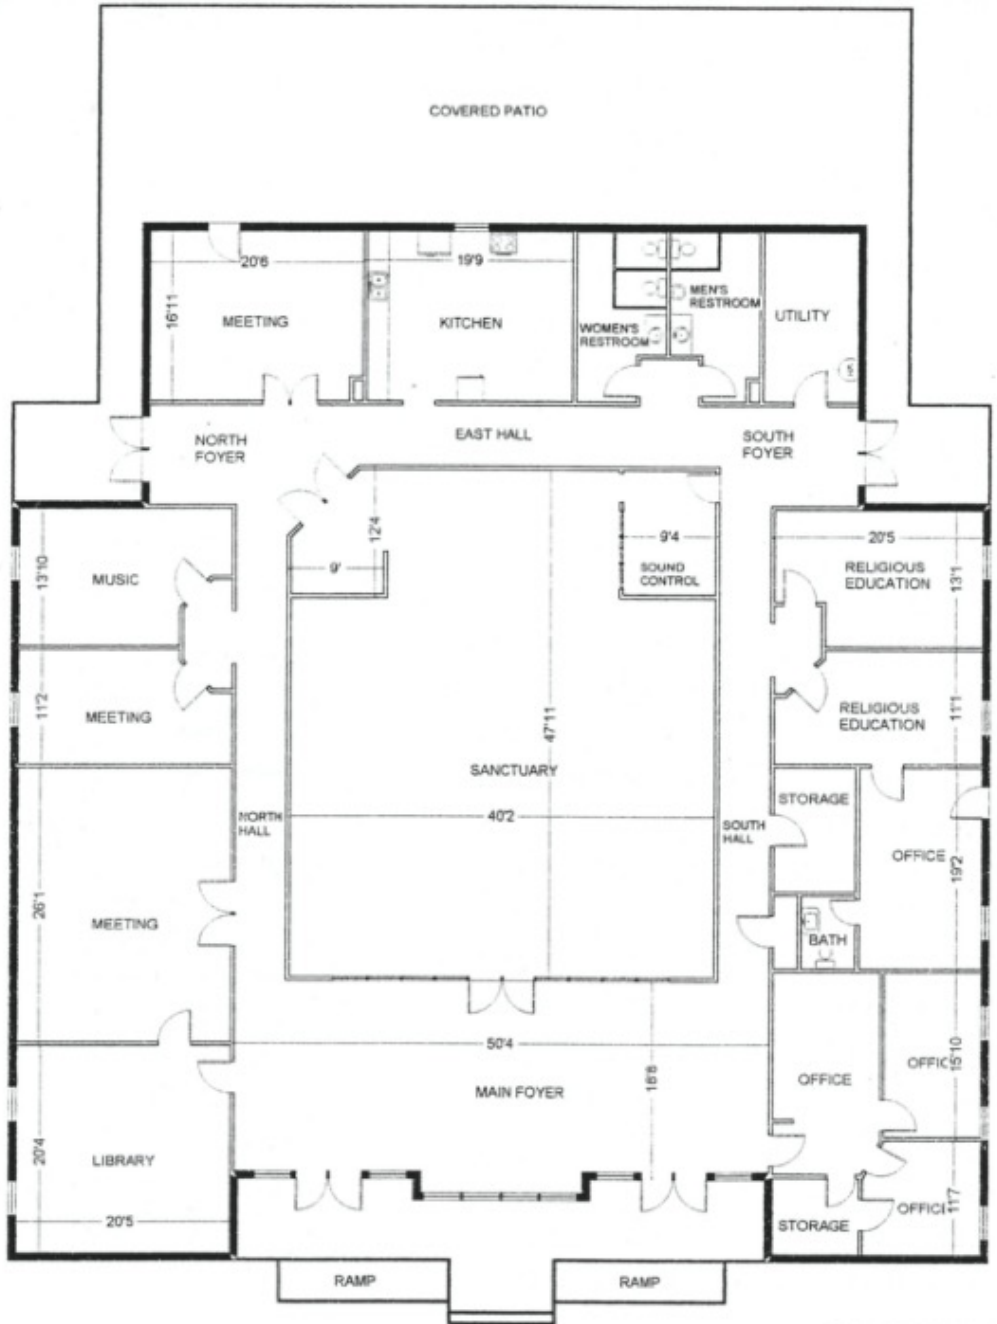 COVERED PATIO
20'6
16'11
MEETING
19'9
KITCHEN
WOMEN'S
RESTROOM
MEN'S
RESTROOM
UTILITY
NORTH
FOYER
EAST HALL
SOUTH
FOYER
13'10
MUSIC
12'4
9'
9'4
SOUND
CONTROL
20'5
RELIGIOUS
EDUCATION
13'1
11'2
MEETING
RELIGIOUS
EDUCATION
11'1
47'11
SANCTUARY
40'2
NORTH
HALL
SOUTH
HALL
STORAGE
OFFICE
19'2
26'1
MEETING
BATH
50'4
18'8
MAIN FOYER
OFFICE
OFFIC
15'10
20'4
LIBRARY
20'5
STORAGE
OFFICE
11'7
RAMP
RAMP